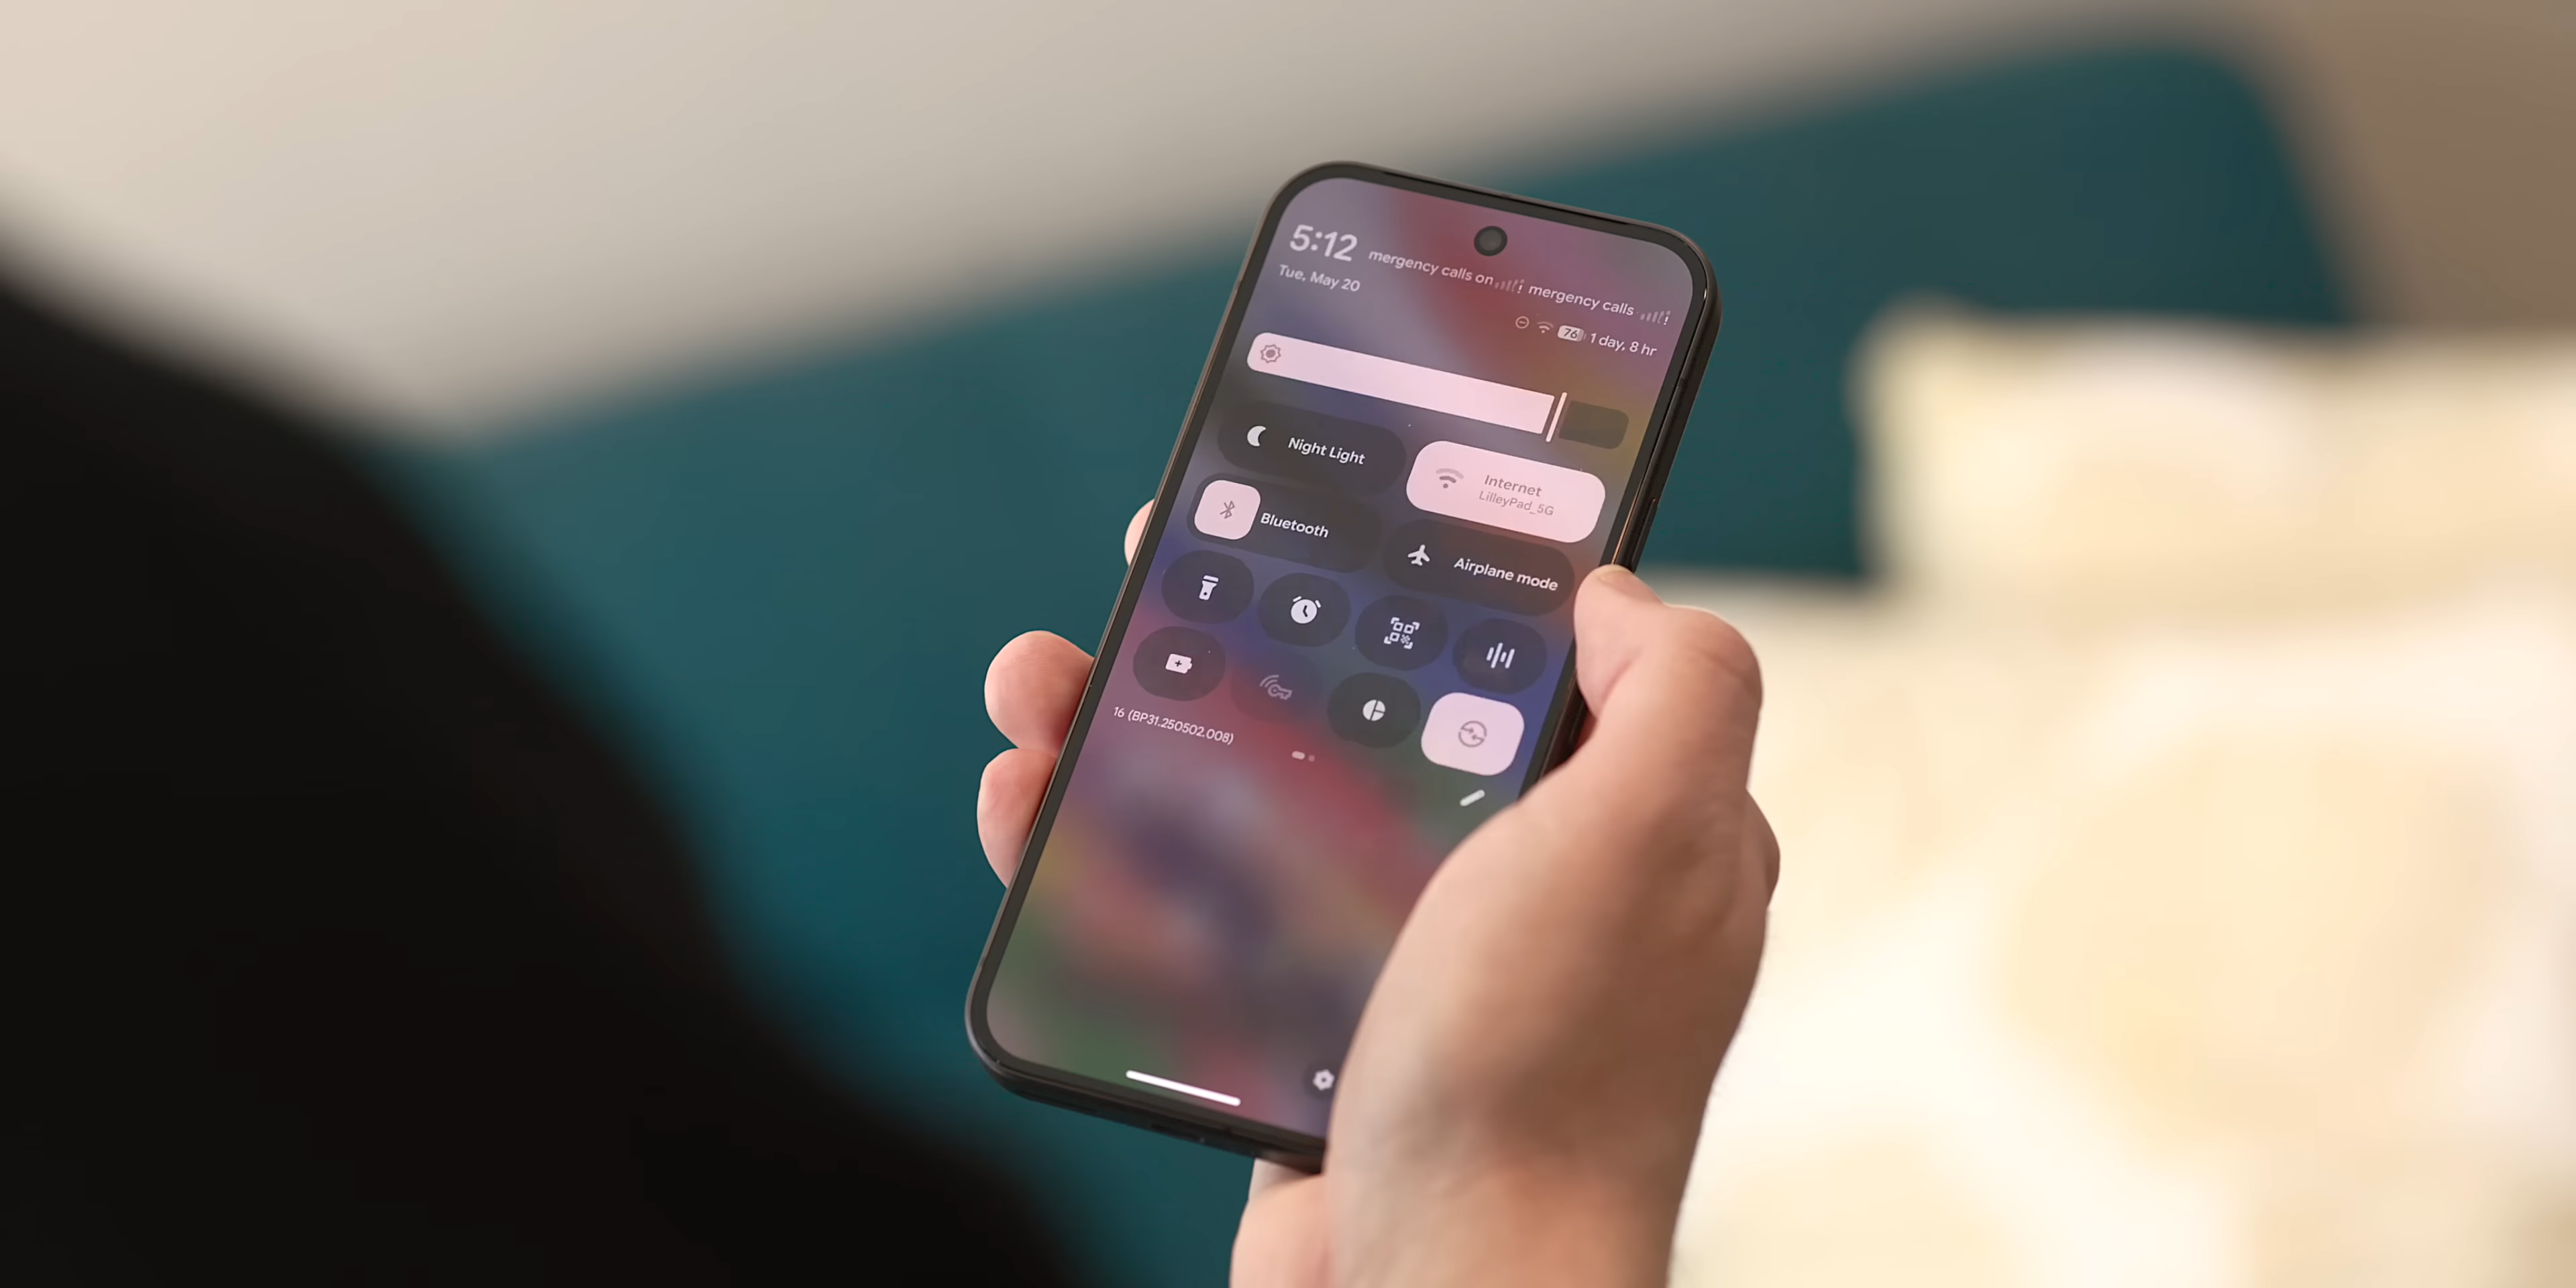 5:12 mergency calls on mergency calls
Tue, May 20
76 1 day, 8 hr
Night Light
Internet
LilleyPad_5G
Bluetooth
Airplane mode
16 (BP31.250502.008)